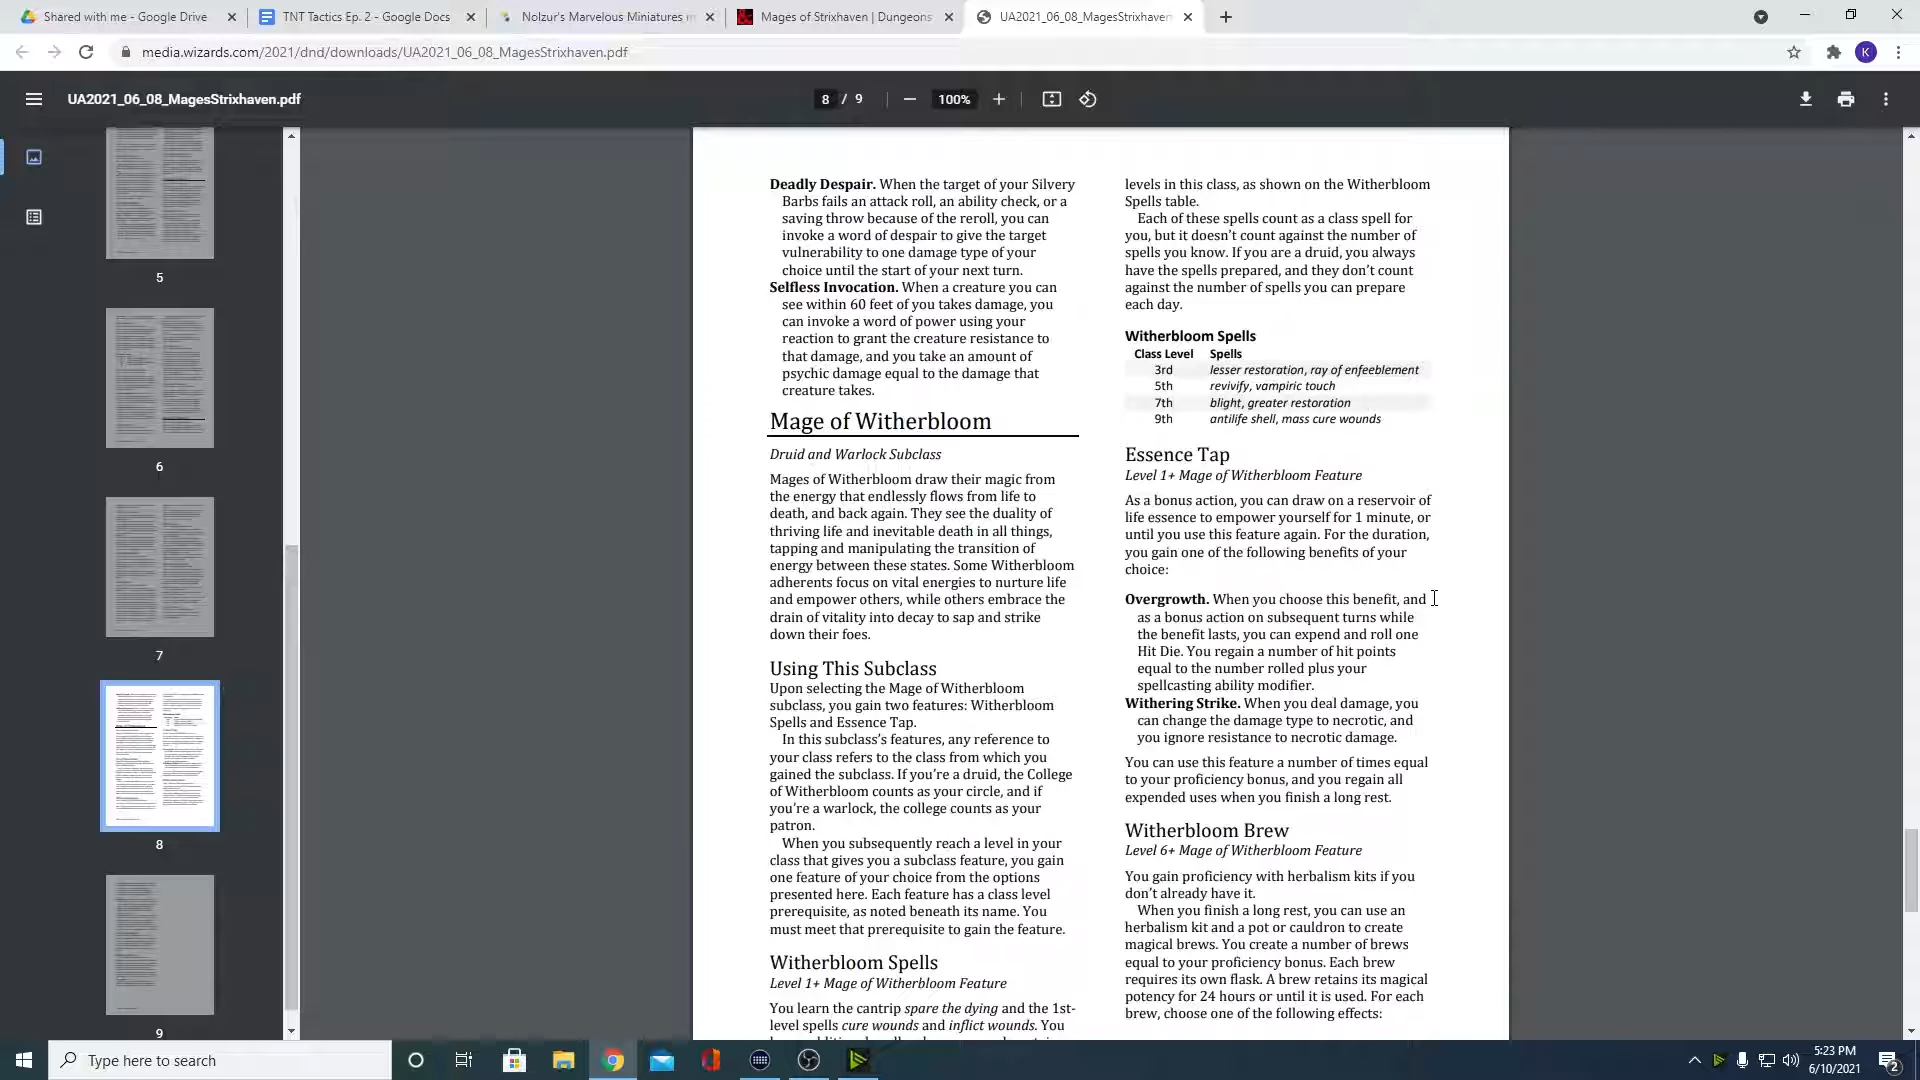 Shared with me - Google Drive
TNT Tactics Ep. 2 - Google Docs
Nolzur's Marvelous Miniatures m
Mages of Strixhaven | Dungeons
UA2021_06_08_MagesStrixhaven
media.wizards.com/2021/dnd/downloads/UA2021_06_08_MagesStrixhaven.pdf
K
UA2021_06_08_MagesStrixhaven.pdf
8 / 9
100%
5
6
7
8
9
Deadly Despair. When the target of your Silvery
Barbs fails an attack roll, an ability check, or a
saving throw because of the reroll, you can
invoke a word of despair to give the target
vulnerability to one damage type of your
choice until the start of your next turn.
Selfless Invocation. When a creature you can
see within 60 feet of you takes damage, you
can invoke a word of power using your
reaction to grant the creature resistance to
that damage, and you take an amount of
psychic damage equal to the damage that
creature takes.
Mage of Witherbloom
Druid and Warlock Subclass
Mages of Witherbloom draw their magic from
the energy that endlessly flows from life to
death, and back again. They see the duality of
thriving life and inevitable death in all things,
tapping and manipulating the transition of
energy between these states. Some Witherbloom
adherents focus on vital energies to nurture life
and empower others, while others embrace the
drain of vitality into decay to sap and strike
down their foes.
Using This Subclass
Upon selecting the Mage of Witherbloom
subclass, you gain two features: Witherbloom
Spells and Essence Tap.
In this subclass's features, any reference to
your class refers to the class from which you
gained the subclass. If you're a druid, the College
of Witherbloom counts as your circle, and if
you're a warlock, the college counts as your
patron.
When you subsequently reach a level in your
class that gives you a subclass feature, you gain
one feature of your choice from the options
presented here. Each feature has a class level
prerequisite, as noted beneath its name. You
must meet that prerequisite to gain the feature.
Witherbloom Spells
Level 1+ Mage of Witherbloom Feature
You learn the cantrip spare the dying and the 1st-
level spells cure wounds and inflict wounds. You
levels in this class, as shown on the Witherbloom
Spells table.
Each of these spells count as a class spell for
you, but it doesn't count against the number of
spells you know. If you are a druid, you always
have the spells prepared, and they don't count
against the number of spells you can prepare
each day.
Witherbloom Spells
Class Level Spells
3rd lesser restoration, ray of enfeeblement
5th revivify, vampiric touch
7th blight, greater restoration
9th antilife shell, mass cure wounds
Essence Tap
Level 1+ Mage of Witherbloom Feature
As a bonus action, you can draw on a reservoir of
life essence to empower yourself for 1 minute, or
until you use this feature again. For the duration,
you gain one of the following benefits of your
choice:
Overgrowth. When you choose this benefit, and
as a bonus action on subsequent turns while
the benefit lasts, you can expend and roll one
Hit Die. You regain a number of hit points
equal to the number rolled plus your
spellcasting ability modifier.
Withering Strike. When you deal damage, you
can change the damage type to necrotic, and
you ignore resistance to necrotic damage.
You can use this feature a number of times equal
to your proficiency bonus, and you regain all
expended uses when you finish a long rest.
Witherbloom Brew
Level 6+ Mage of Witherbloom Feature
You gain proficiency with herbalism kits if you
don't already have it.
When you finish a long rest, you can use an
herbalism kit and a pot or cauldron to create
magical brews. You create a number of brews
equal to your proficiency bonus. Each brew
requires its own flask. A brew retains its magical
potency for 24 hours or until it is used. For each
brew, choose one of the following effects:
Type here to search
5:23 PM
6/10/2021
2